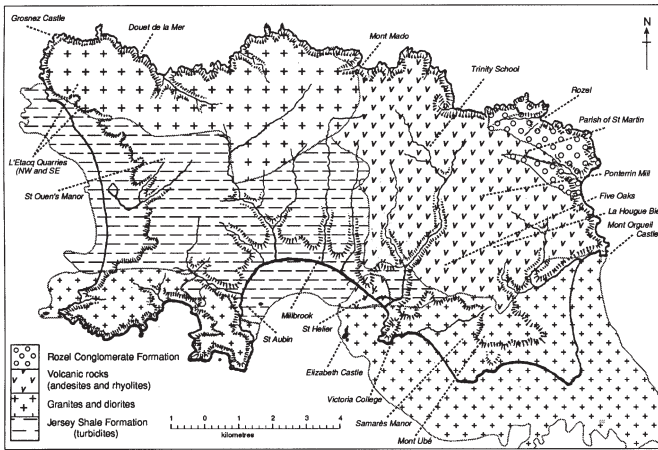 Grosnez Castle
Douet de la Mer
Mont Mado
N
Trinity School
Rozel
Parish of St Martin
L'Etacq Quarries
(NW and SE)
St Ouen's Manor
Ponterrin Mill
Five Oaks
La Hougue Bie
Mont Orgueil
Castle
Millbrook
St Helier
St Aubin
Elizabeth Castle
Victoria College
Samarès Manor
Mont Ubé
Rozel Conglomerate Formation
Volcanic rocks
(andesites and rhyolites)
Granites and diorites
Jersey Shale Formation
(turbidites)
1 0 1 2 3 4
kilometres